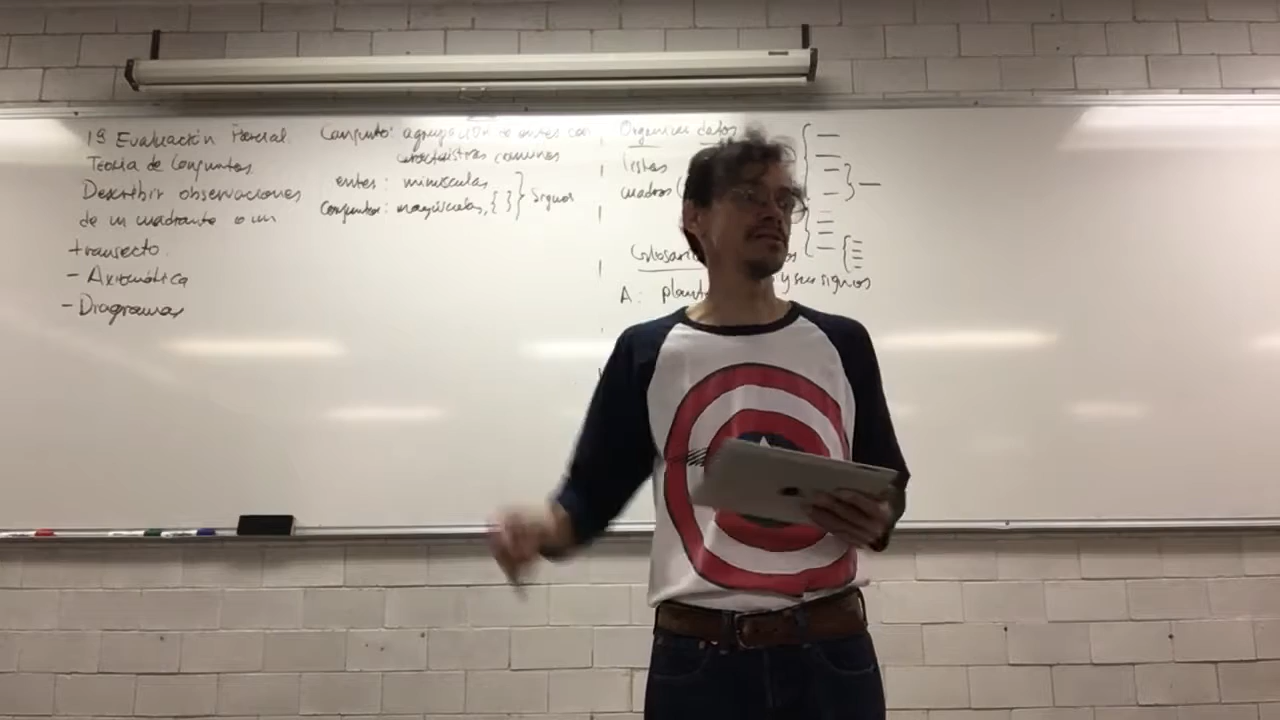 1ª Evaluación Parcial
Teoría de Conjuntos
Describir observaciones
de un cuadrante o un
transecto.
- Axiomática
- Diagramas
Conjunto: agrupación de entes con
características comunes
entes: minúsculas
Conjuntos: mayúsculas, { } } Signos
Organizar datos
listas
cuadros (
Glosario
y sus signos
A: